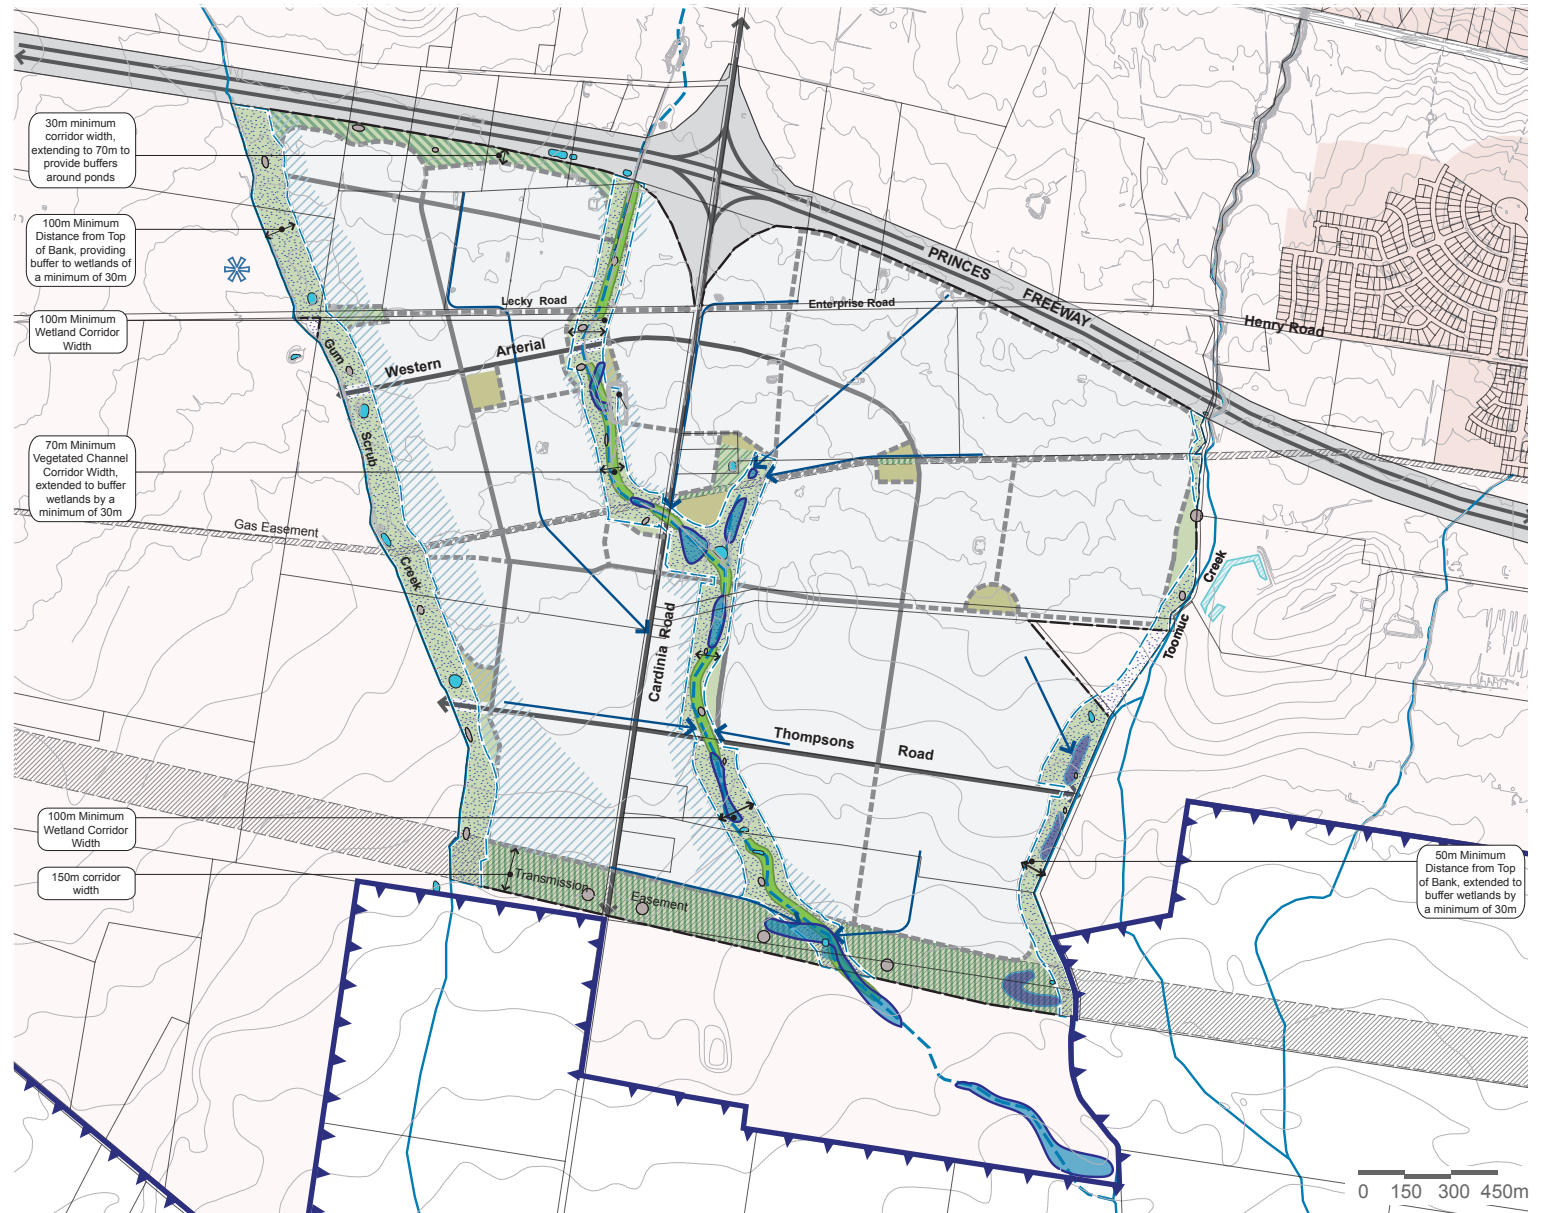 30m minimum
corridor width,
extending to 70m to
provide buffers
around ponds
100m Minimum
Distance from Top
of Bank, providing
buffer to wetlands of
a minimum of 30m
100m Minimum
Wetland Corridor
Width
70m Minimum
Vegetated Channel
Corridor Width,
extended to buffer
wetlands by a
minimum of 30m
100m Minimum
Wetland Corridor
Width
150m corridor
width
50m Minimum
Distance from Top
of Bank, extended to
buffer wetlands by
a minimum of 30m
PRINCES
FREEWAY
Henry Road
Lecky Road
Enterprise Road
Western Arterial
Gum
Scrub
Creek
Gas Easement
Cardinia Road
Toomuc
Creek
Thompsons Road
Transmission
Easement
0 150 300 450m